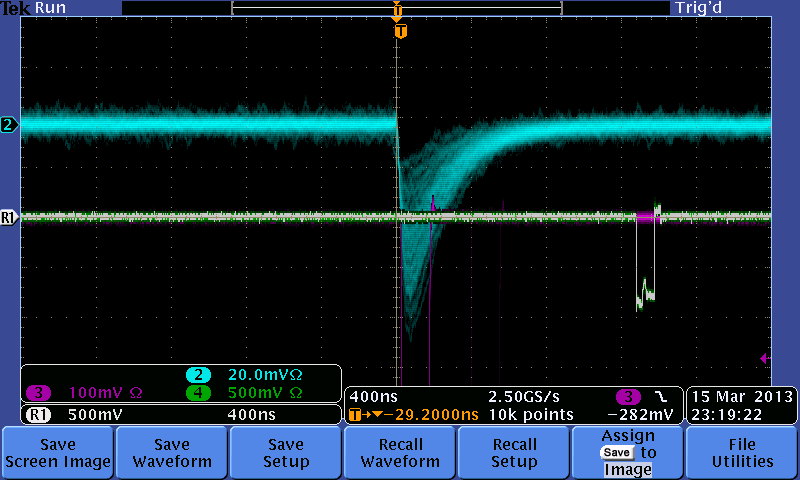 Tek Run Trig'd
T
T
2
R1
2 20.0mVΩ
3 100mV Ω 4 500mV Ω
R1 500mV 400ns
400ns 2.50GS/s 3
T→▼-29.2000ns 10k points -282mV
15 Mar 2013
23:19:22
Save
Screen Image
Save
Waveform
Save
Setup
Recall
Waveform
Recall
Setup
Assign
Save to
Image
File
Utilities